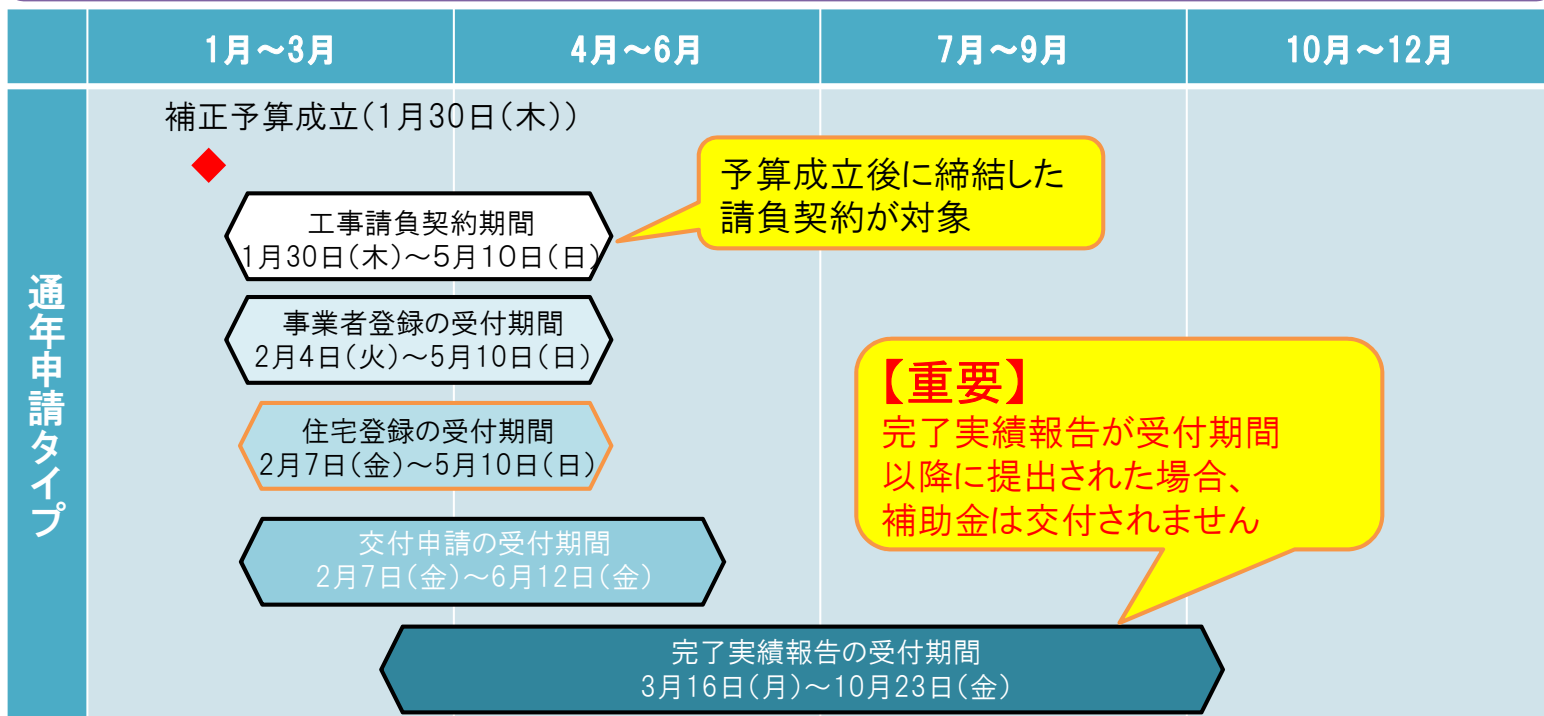 1月～3月
4月～6月
7月～9月
10月～12月
通年申請タイプ
補正予算成立(1月30日(木))
予算成立後に締結した
請負契約が対象
工事請負契約期間
1月30日(木)～5月10日(日)
事業者登録の受付期間
2月4日(火)～5月10日(日)
住宅登録の受付期間
2月7日(金)～5月10日(日)
【重要】
完了実績報告が受付期間
以降に提出された場合、
補助金は交付されません
交付申請の受付期間
2月7日(金)～6月12日(金)
完了実績報告の受付期間
3月16日(月)～10月23日(金)